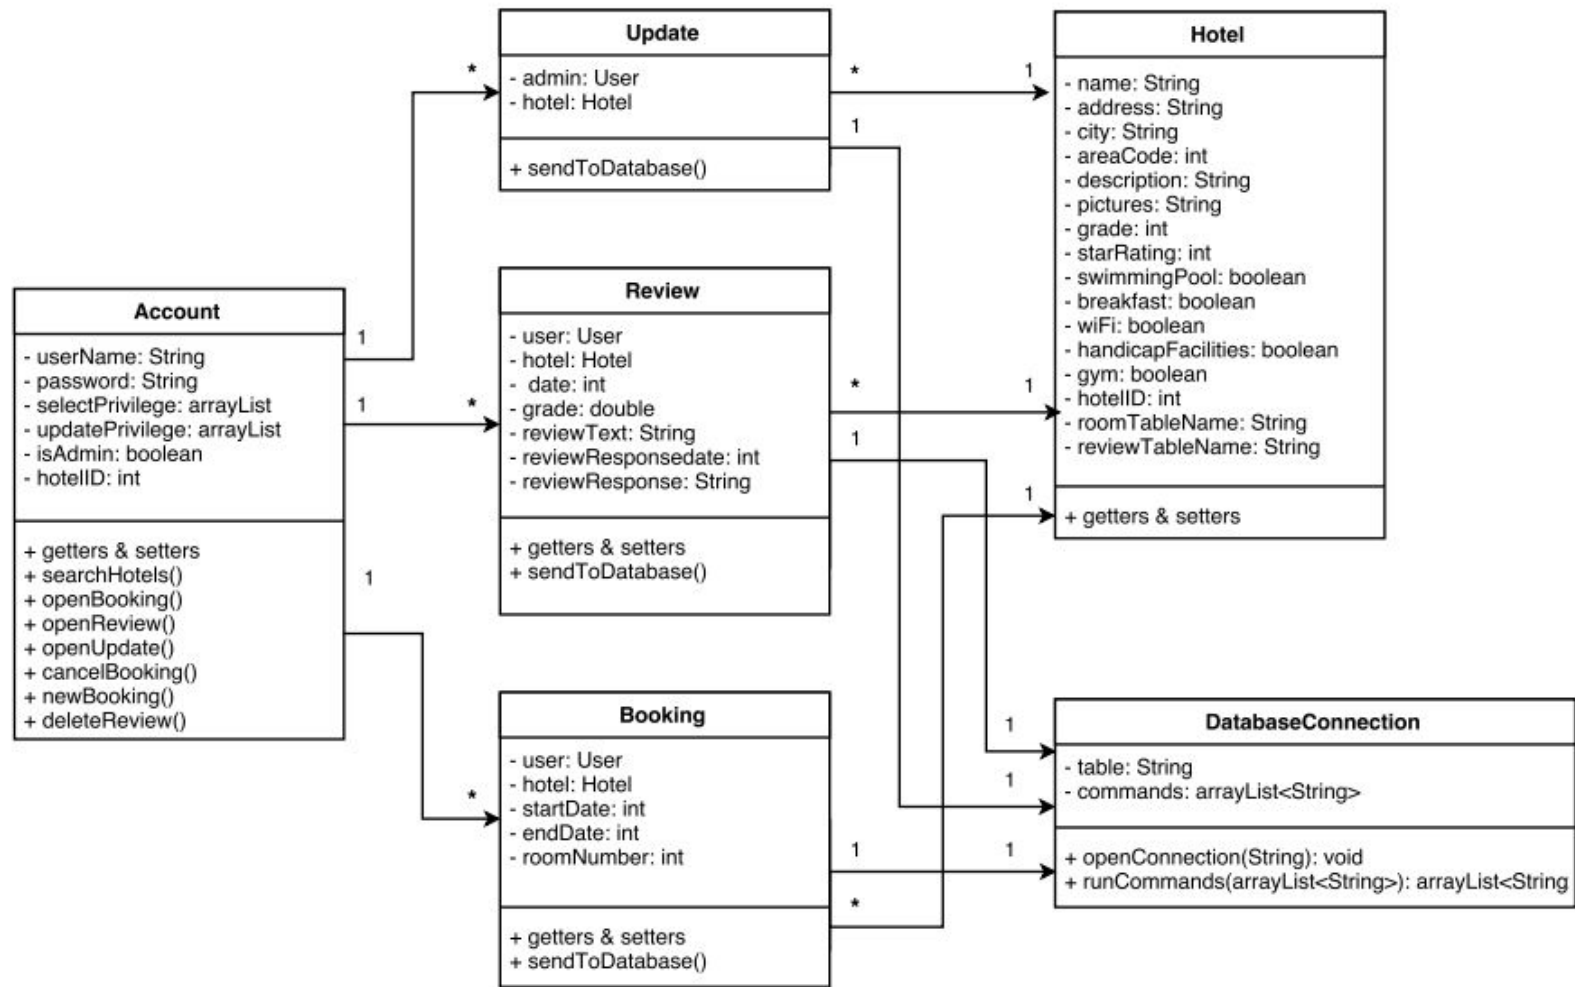 Update
- admin: User
- hotel: Hotel
+ sendToDatabase()
Hotel
- name: String
- address: String
- city: String
- areaCode: int
- description: String
- pictures: String
- grade: int
- starRating: int
- swimmingPool: boolean
- breakfast: boolean
- wiFi: boolean
- handicapFacilities: boolean
- gym: boolean
- hotelID: int
- roomTableName: String
- reviewTableName: String
+ getters & setters
Account
- userName: String
- password: String
- selectPrivilege: arrayList
- updatePrivilege: arrayList
- isAdmin: boolean
- hotelID: int
+ getters & setters
+ searchHotels()
+ openBooking()
+ openReview()
+ openUpdate()
+ cancelBooking()
+ newBooking()
+ deleteReview()
Review
- user: User
- hotel: Hotel
- date: int
- grade: double
- reviewText: String
- reviewResponsedate: int
- reviewResponse: String
+ getters & setters
+ sendToDatabase()
Booking
- user: User
- hotel: Hotel
- startDate: int
- endDate: int
- roomNumber: int
+ getters & setters
+ sendToDatabase()
DatabaseConnection
- table: String
- commands: arrayList<String>
+ openConnection(String): void
+ runCommands(arrayList<String>): arrayList<String
1
*
1
*
1
*
*
1
1
1
*
1
1
1
1
1
*
1